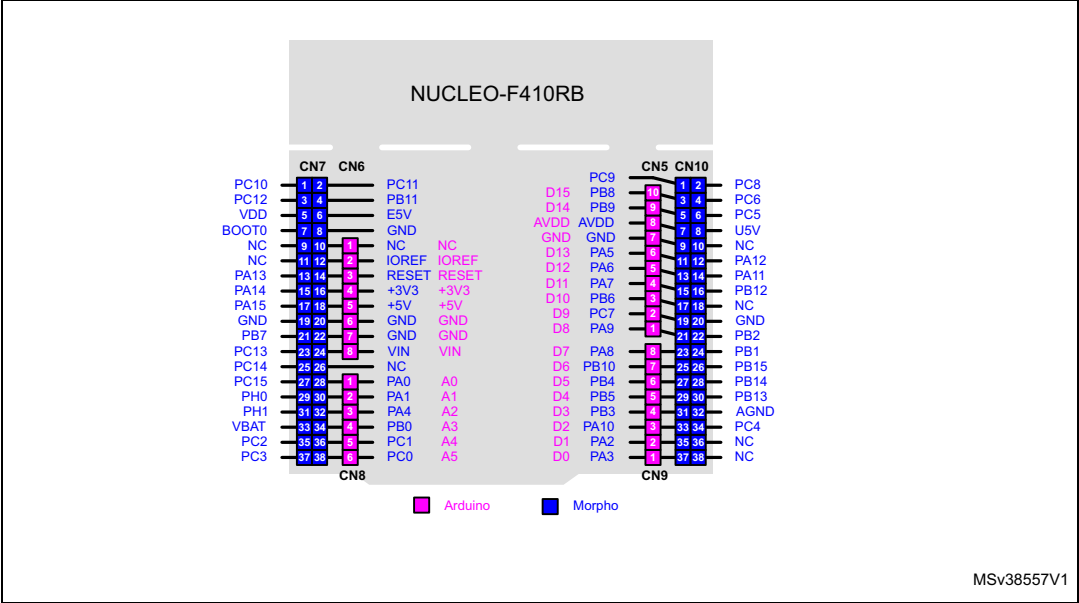 NUCLEO-F410RB
CN7 CN6 CN5 CN10
PC9
PC10 1 2 PC11 1 2 PC8
PC12 3 4 PB11 D15 PB8 10 3 4 PC6
VDD 5 6 E5V D14 PB9 9 5 6 PC5
BOOT0 7 8 GND AVDD AVDD 8 7 8 U5V
NC 9 10 1 NC NC GND GND 7 9 10 NC
NC 11 12 2 IOREF IOREF D13 PA5 6 11 12 PA12
PA13 13 14 3 RESET RESET D12 PA6 5 13 14 PA11
PA14 15 16 4 +3V3 +3V3 D11 PA7 4 15 16 PB12
PA15 17 18 5 +5V +5V D10 PB6 3 17 18 NC
GND 19 20 6 GND GND D9 PC7 2 19 20 GND
PB7 21 22 7 GND GND D8 PA9 1 21 22 PB2
PC13 23 24 8 VIN VIN D7 PA8 8 23 24 PB1
PC14 25 26 NC D6 PB10 7 25 26 PB15
PC15 27 28 1 PA0 A0 D5 PB4 6 27 28 PB14
PH0 29 30 2 PA1 A1 D4 PB5 5 29 30 PB13
PH1 31 32 3 PA4 A2 D3 PB3 4 31 32 AGND
VBAT 33 34 4 PB0 A3 D2 PA10 3 33 34 PC4
PC2 35 36 5 PC1 A4 D1 PA2 2 35 36 NC
PC3 37 38 6 PC0 A5 D0 PA3 1 37 38 NC
CN8 CN9
Arduino Morpho
MSv38557V1